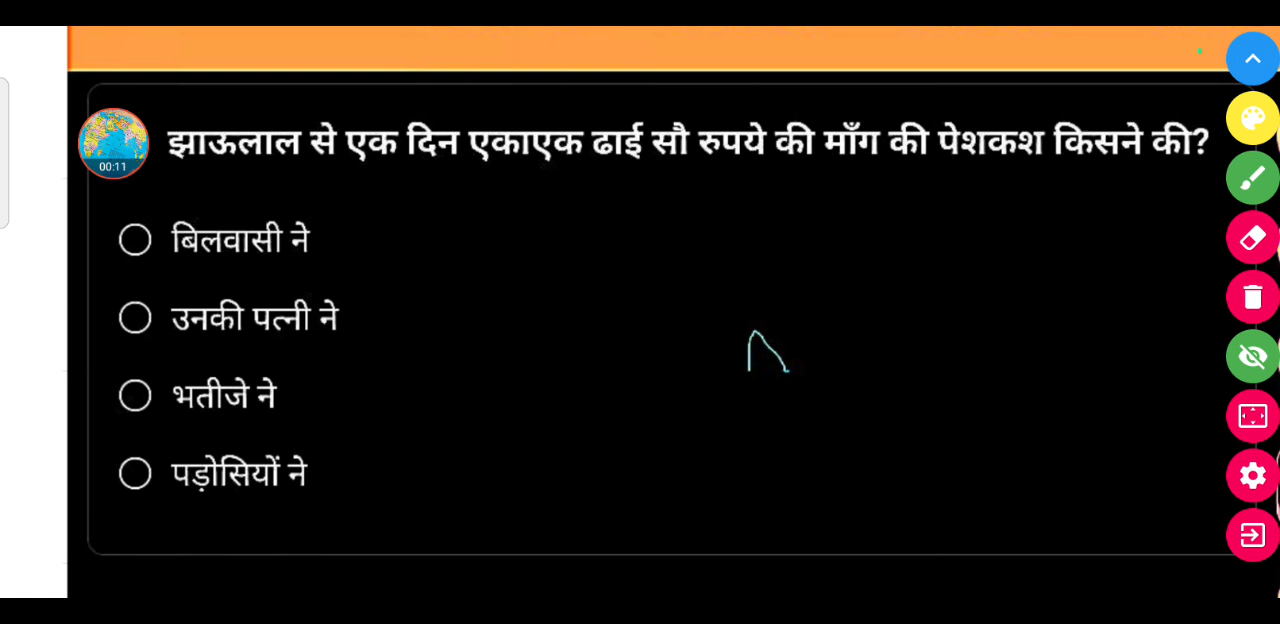 झाऊलाल से एक दिन एकाएक ढाई सौ रुपये की माँग की पेशकश किसने की?
00:11
बिलवासी ने
उनकी पत्नी ने
भतीजे ने
पड़ोसियों ने